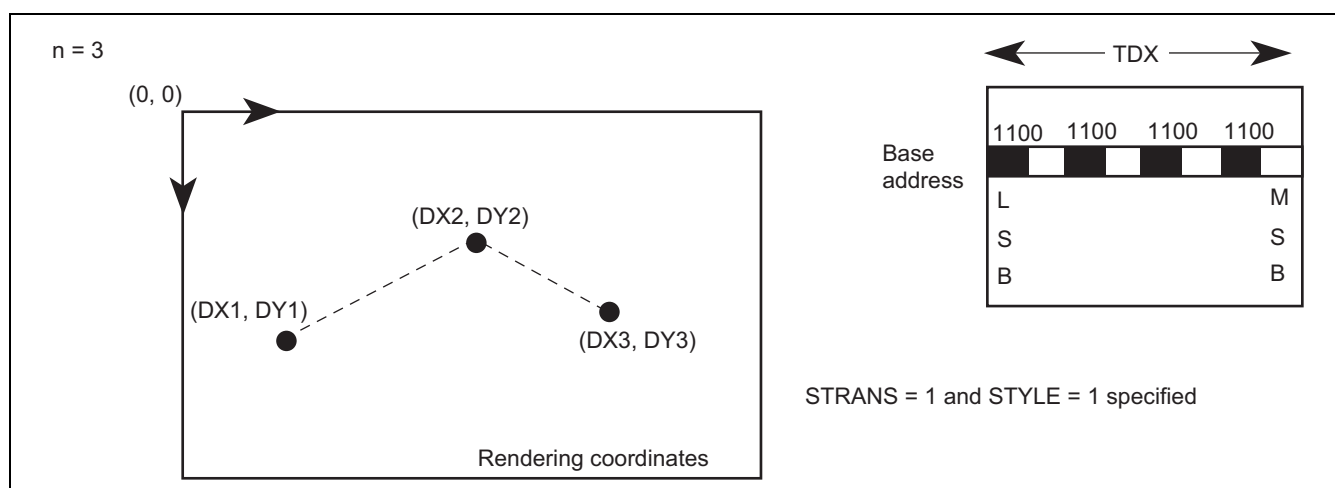 n = 3
(0, 0)
(DX2, DY2)
(DX1, DY1)
(DX3, DY3)
Rendering coordinates
TDX
1100 1100 1100 1100
Base
address
L M
S S
B B
STRANS = 1 and STYLE = 1 specified